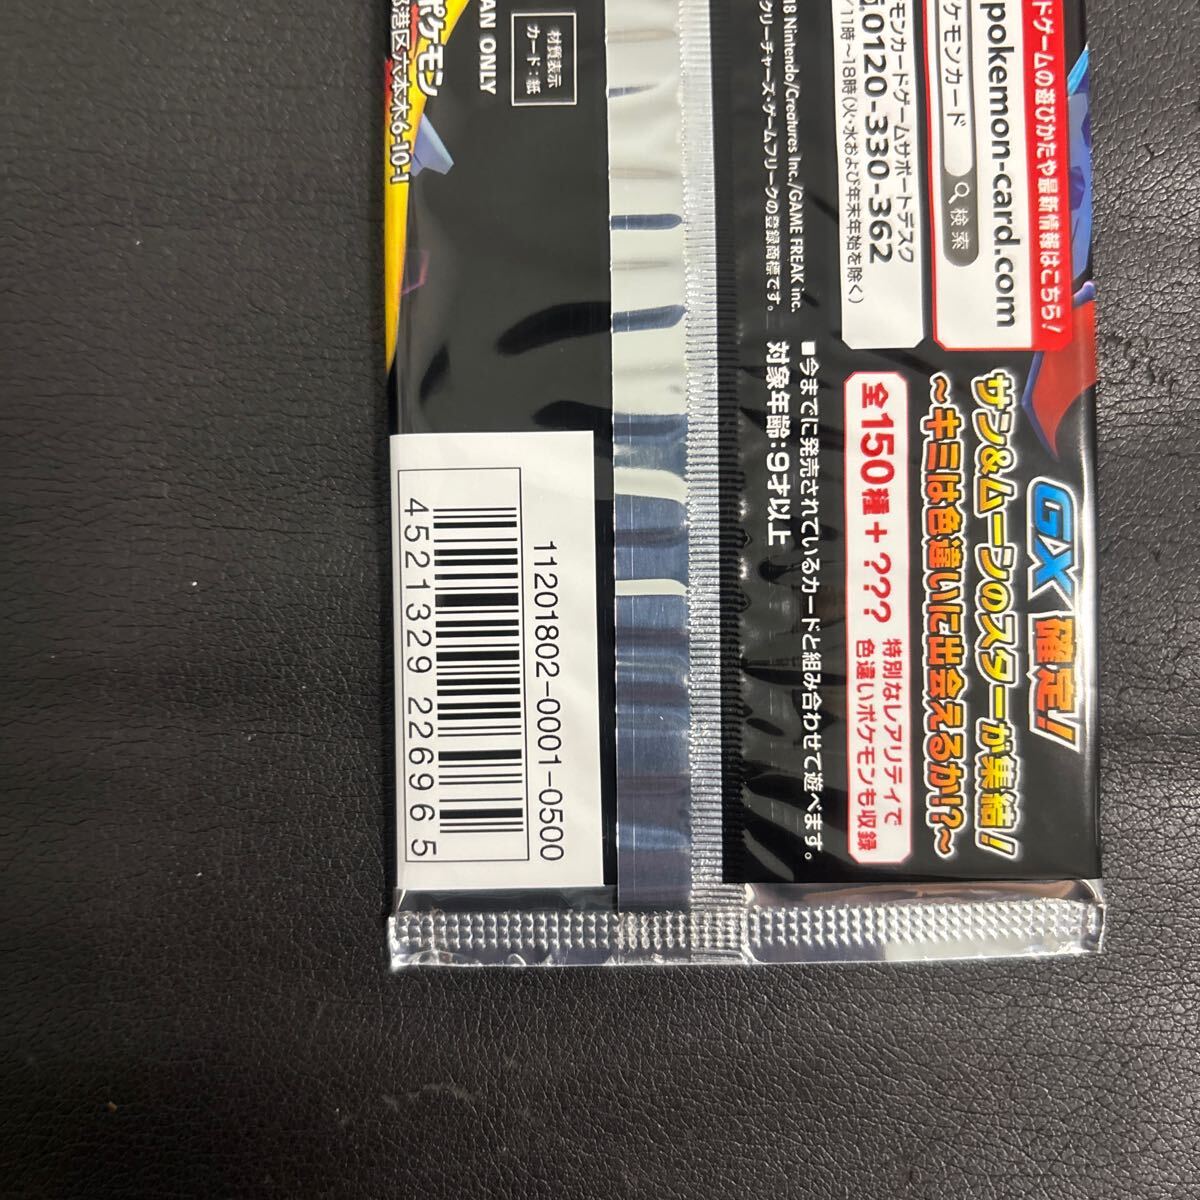 ドゲームの遊びかたや最新情報はこちら!
pokemon-card.com
ケモンカード
検索
モンカードゲームサポートデスク
0120-330-362
/11時~18時(火・水および年末年始を除く)
GX確定!
サン&ムーンのスターが集結!
~キミは色違いに出会えるか!?~
全150種+???
特別なレアリティで
色違いポケモンも収録
■今までに発売されているカードと組み合わせて遊べます。
対象年齢:9才以上
18 Nintendo/Creatures Inc./GAME FREAK inc.
クリーチャーズ・ゲームフリークの登録商標です。
材質表示
カード:紙
AN ONLY
ポケモン
港区六本木6-10-1
11201802-0001-0500
4521329226965